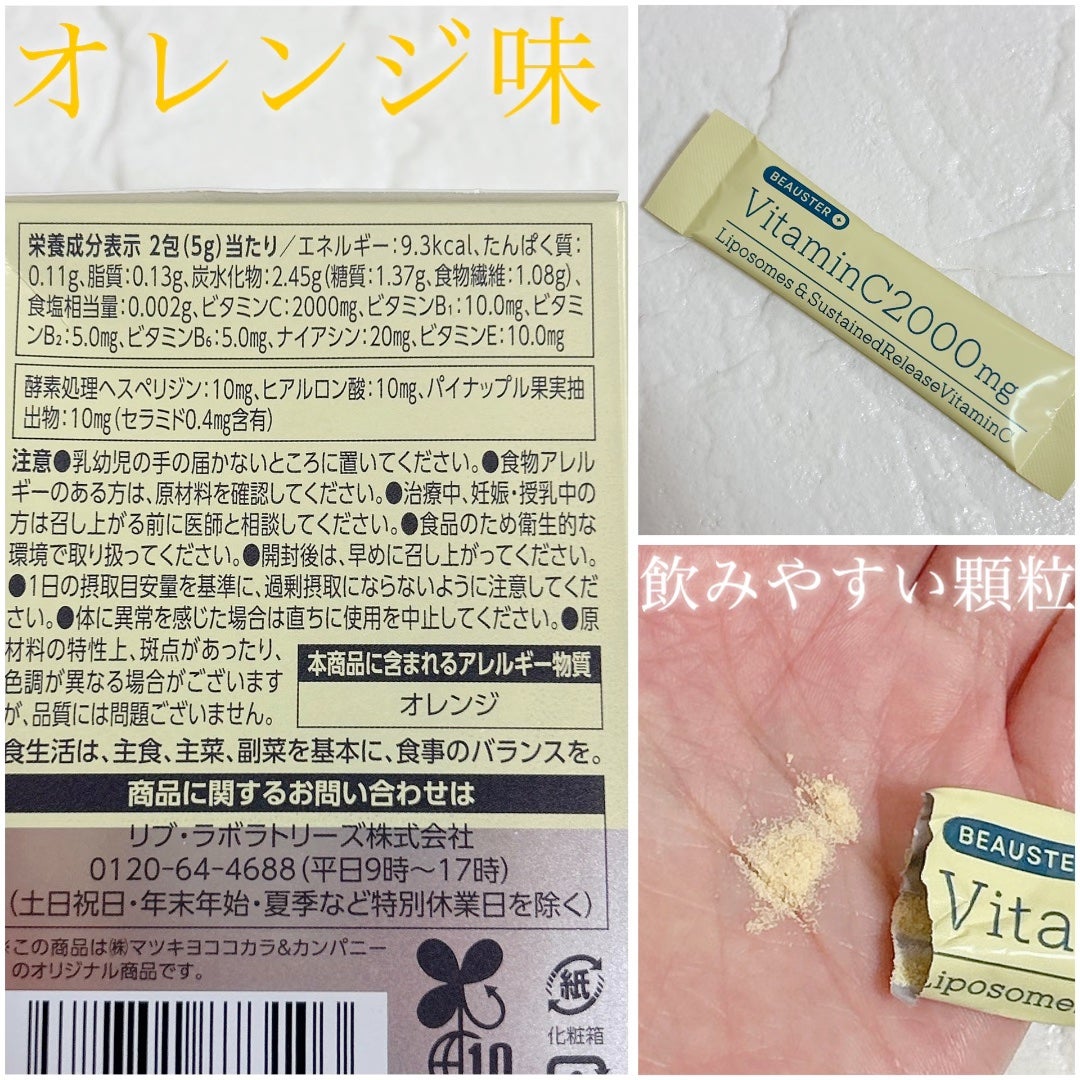 オレンジ味
栄養成分表示 2包(5g)当たり/エネルギー:9.3kcal、たんぱく質:
0.11g、脂質:0.13g、炭水化物:2.45g(糖質:1.37g、食物繊維:1.08g)、
食塩相当量:0.002g、ビタミンC:2000mg、ビタミンB₁:10.0mg、ビタミ
ンB₂:5.0mg、ビタミンB₆:5.0mg、ナイアシン:20mg、ビタミンE:10.0mg
酵素処理ヘスペリジン:10mg、ヒアルロン酸:10mg、パイナップル果実抽
出物:10mg(セラミド0.4mg含有)
注意●乳幼児の手の届かないところに置いてください。●食物アレル
ギーのある方は、原材料を確認してください。●治療中、妊娠・授乳中の
方は召し上がる前に医師と相談してください。●食品のため衛生的な
環境で取り扱ってください。●開封後は、早めに召し上がってください。
●1日の摂取目安量を基準に、過剰摂取にならないように注意してくだ
さい。●体に異常を感じた場合は直ちに使用を中止してください。●原
材料の特性上、斑点があったり、
色調が異なる場合がございます
が、品質には問題ございません。
本商品に含まれるアレルギー物質
オレンジ
食生活は、主食、主菜、副菜を基本に、食事のバランスを。
商品に関するお問い合わせは
リブ・ラボラトリーズ株式会社
0120-64-4688(平日9時～17時)
(土日祝日・年末年始・夏季など特別休業日を除く)
※この商品は㈱マツキヨココカラ&カンパニー
のオリジナル商品です。
10
紙
化粧箱
BEAUSTER+
VitaminC2000mg
Liposomes & SustainedReleaseVitaminC
飲みやすい顆粒
BEAUSTER
Vita
Liposomes